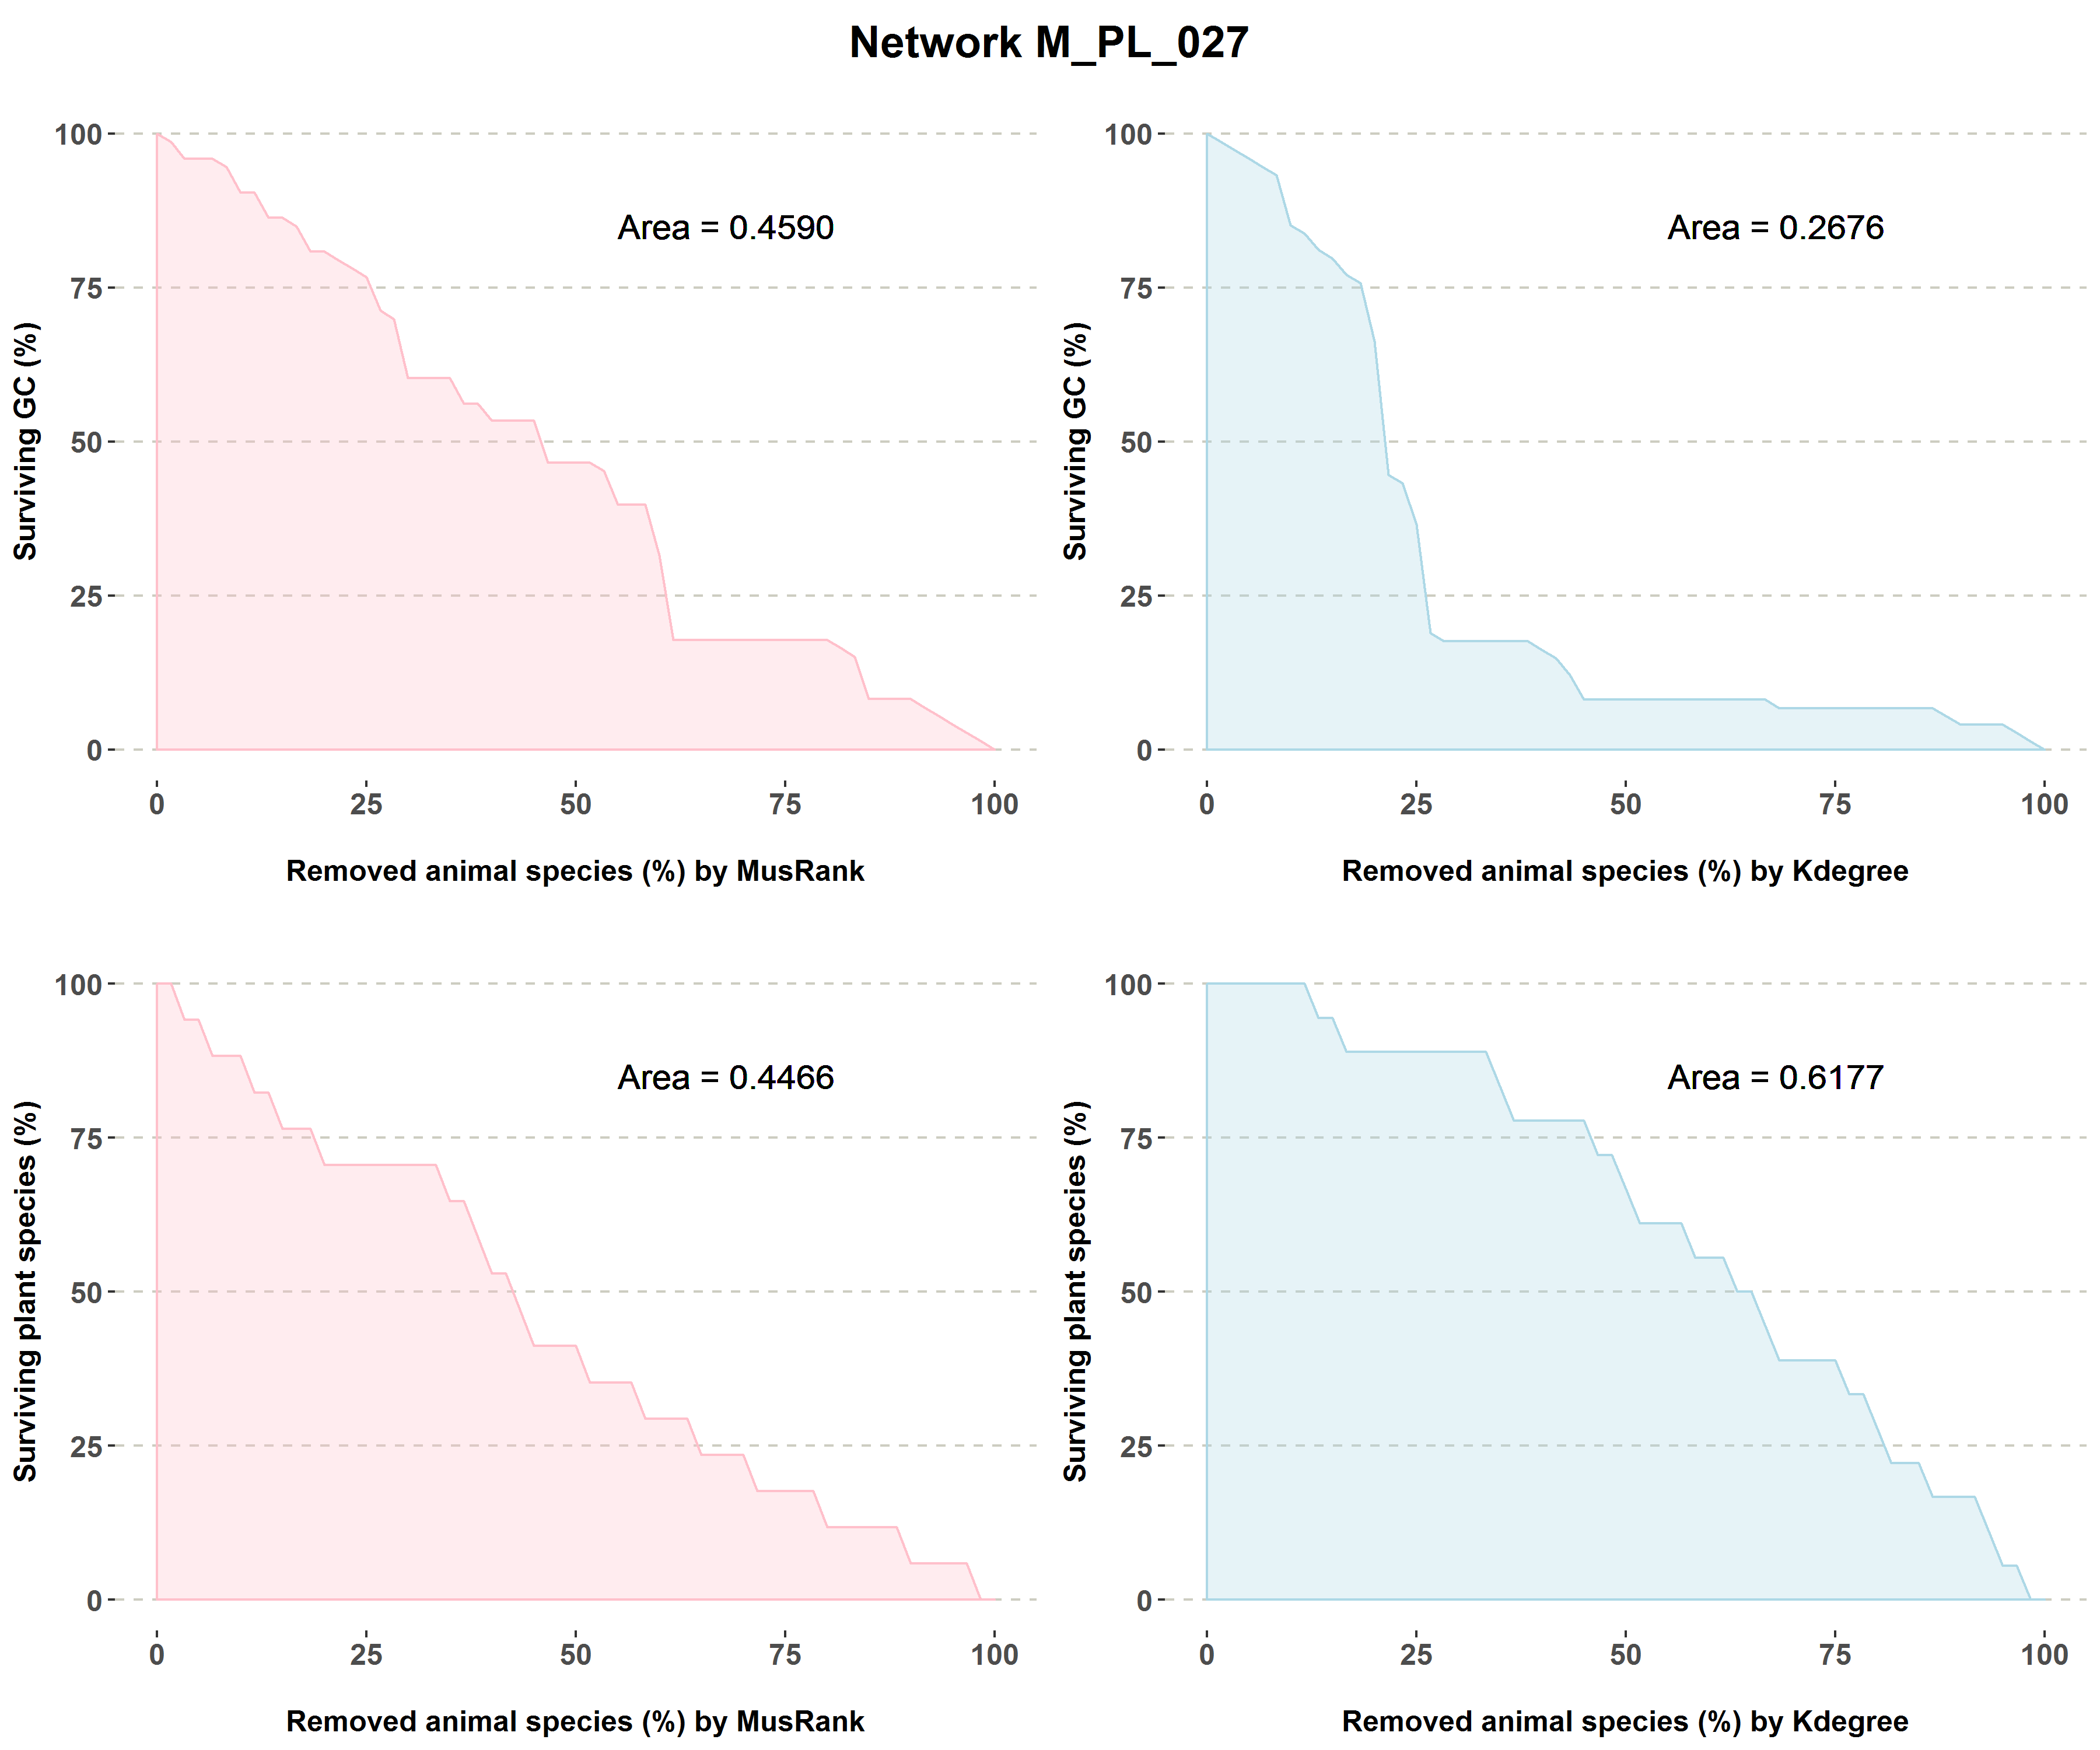 Network M_PL_027
100
75
50
25
0
Surviving GC (%)
Area = 0.4590
0 25 50 75 100
Removed animal species (%) by MusRank
100
75
50
25
0
Surviving GC (%)
Area = 0.2676
0 25 50 75 100
Removed animal species (%) by Kdegree
100
75
50
25
0
Surviving plant species (%)
Area = 0.4466
0 25 50 75 100
Removed animal species (%) by MusRank
100
75
50
25
0
Surviving plant species (%)
Area = 0.6177
0 25 50 75 100
Removed animal species (%) by Kdegree